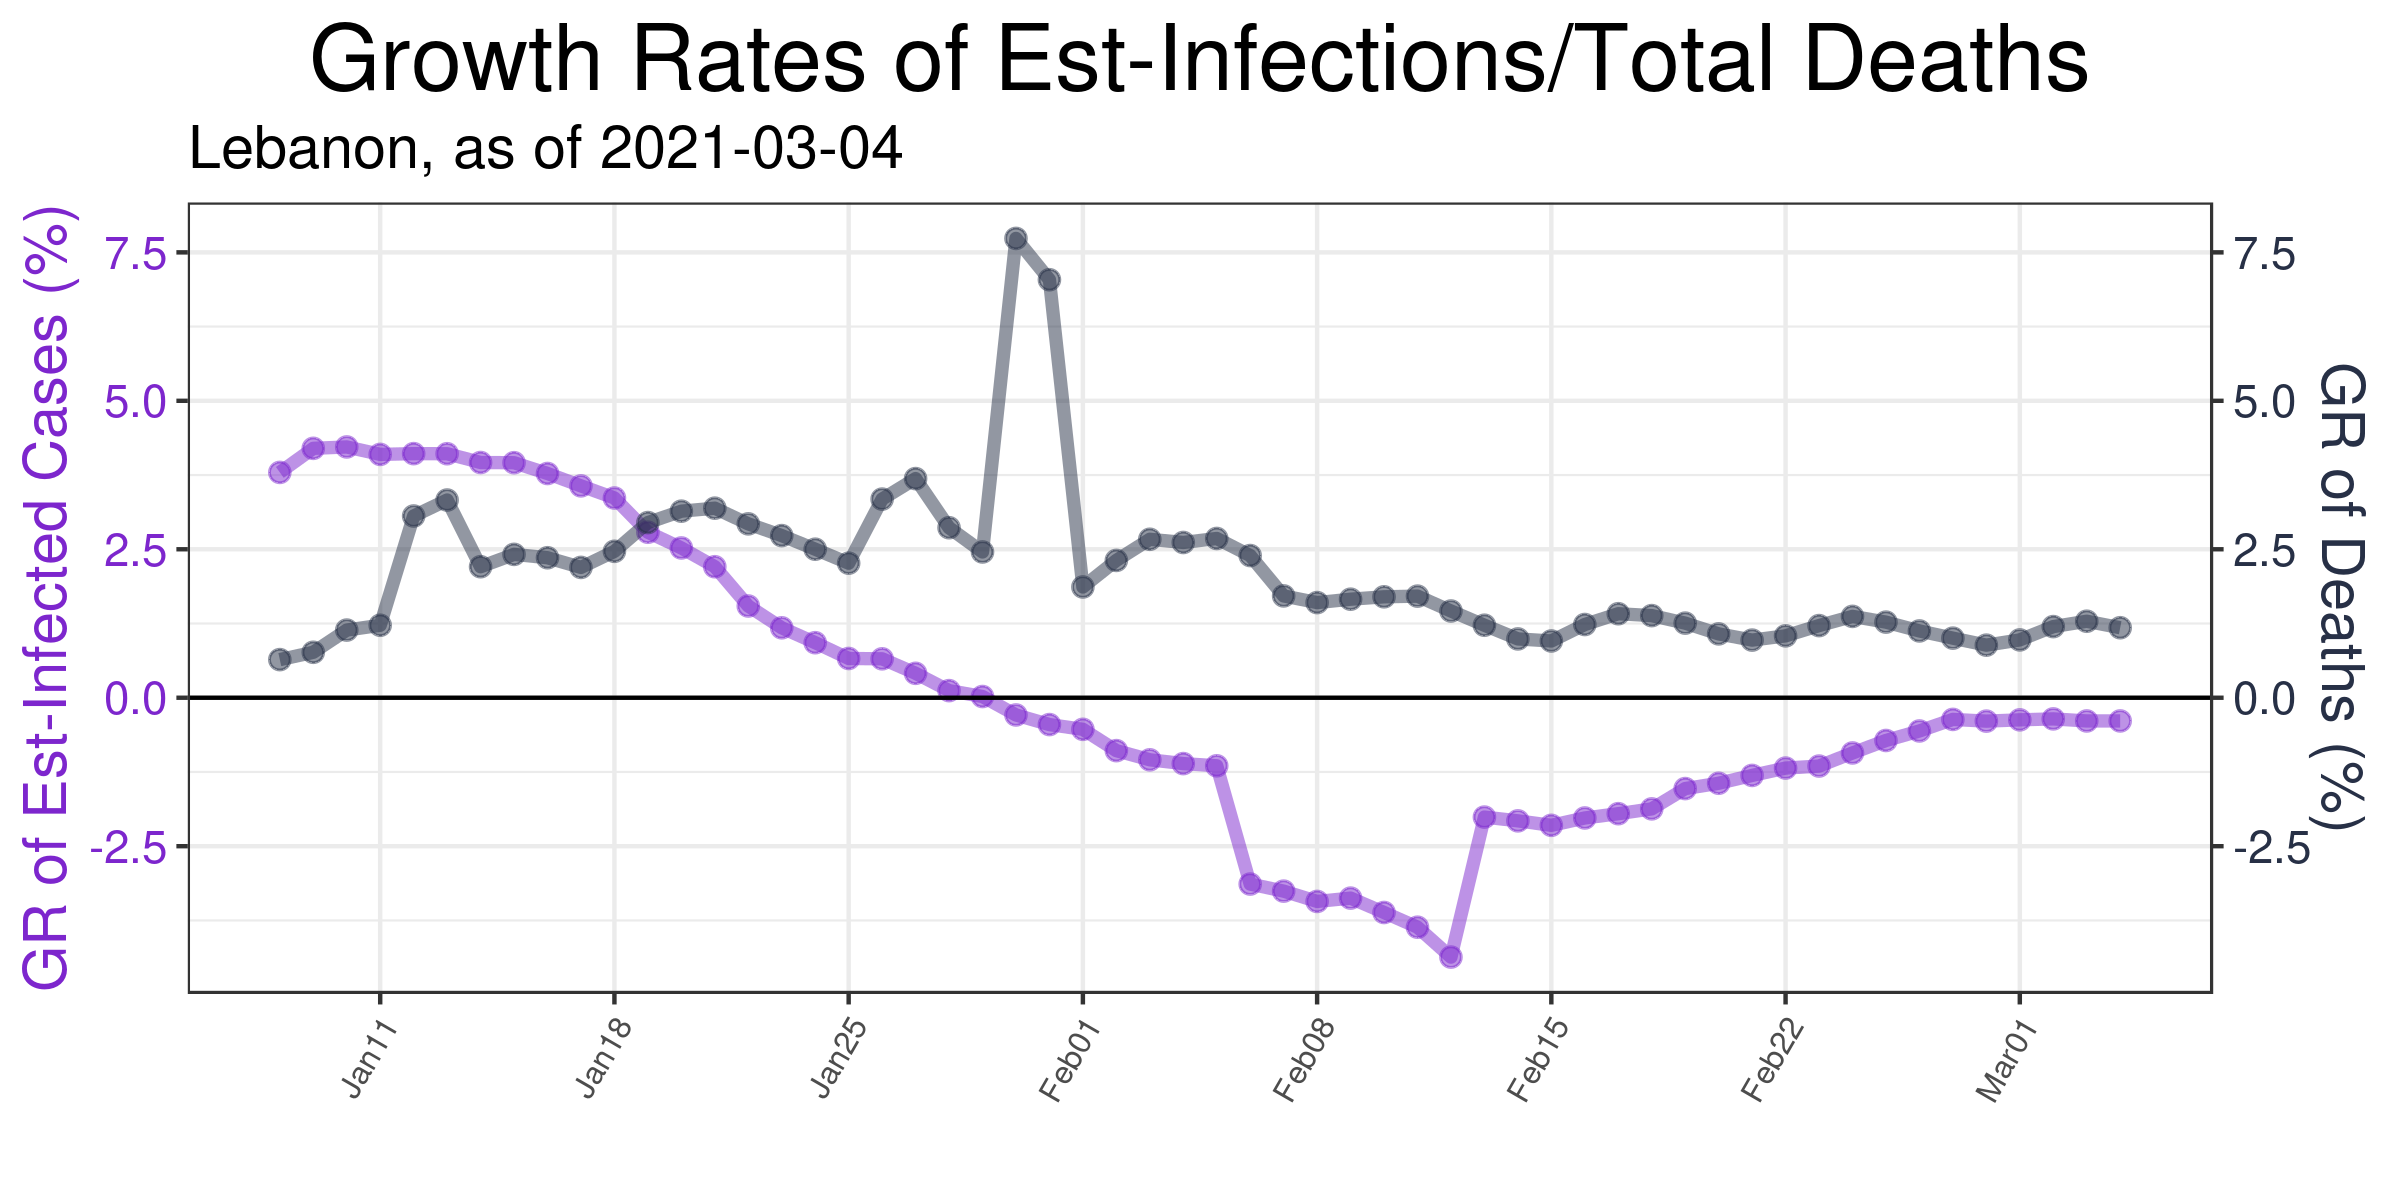 Growth Rates of Est-Infections/Total Deaths
Lebanon, as of 2021-03-04
GR of Est-Infected Cases (%)
7.5
5.0
2.5
0.0
-2.5
7.5
5.0
2.5
0.0
-2.5
GR of Deaths (%)
Jan11
Jan18
Jan25
Feb01
Feb08
Feb15
Feb22
Mar01